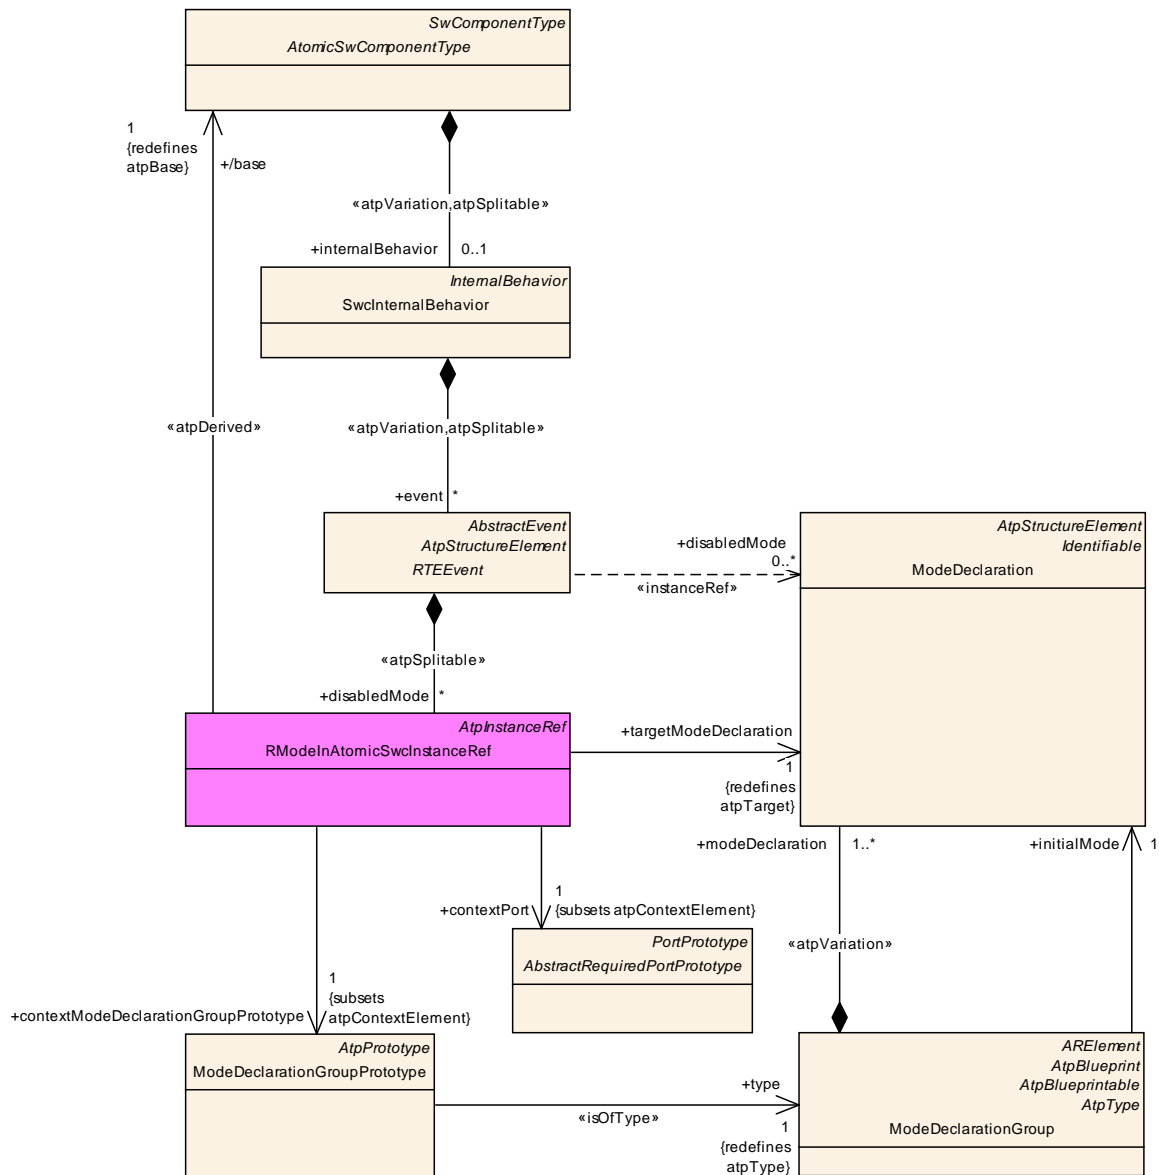 SwComponentType
AtomicSwComponentType
1
{redefines
atpBase}
+/base
«atpVariation,atpSplitable»
+internalBehavior 0..1
InternalBehavior
SwcInternalBehavior
«atpDerived»
«atpVariation,atpSplitable»
+event *
AbstractEvent
AtpStructureElement
RTEEvent
+disabledMode
0..*
«instanceRef»
AtpStructureElement
Identifiable
ModeDeclaration
«atpSplitable»
+disabledMode *
AtpInstanceRef
RModeInAtomicSwcInstanceRef
+targetModeDeclaration
1
{redefines
atpTarget}
+modeDeclaration 1..*
+initialMode 1
+contextPort
1
{subsets atpContextElement}
PortPrototype
AbstractRequiredPortPrototype
«atpVariation»
+contextModeDeclarationGroupPrototype
1
{subsets
atpContextElement}
AtpPrototype
ModeDeclarationGroupPrototype
+type
«isOfType»
1
{redefines
atpType}
ARElement
AtpBlueprint
AtpBlueprintable
AtpType
ModeDeclarationGroup